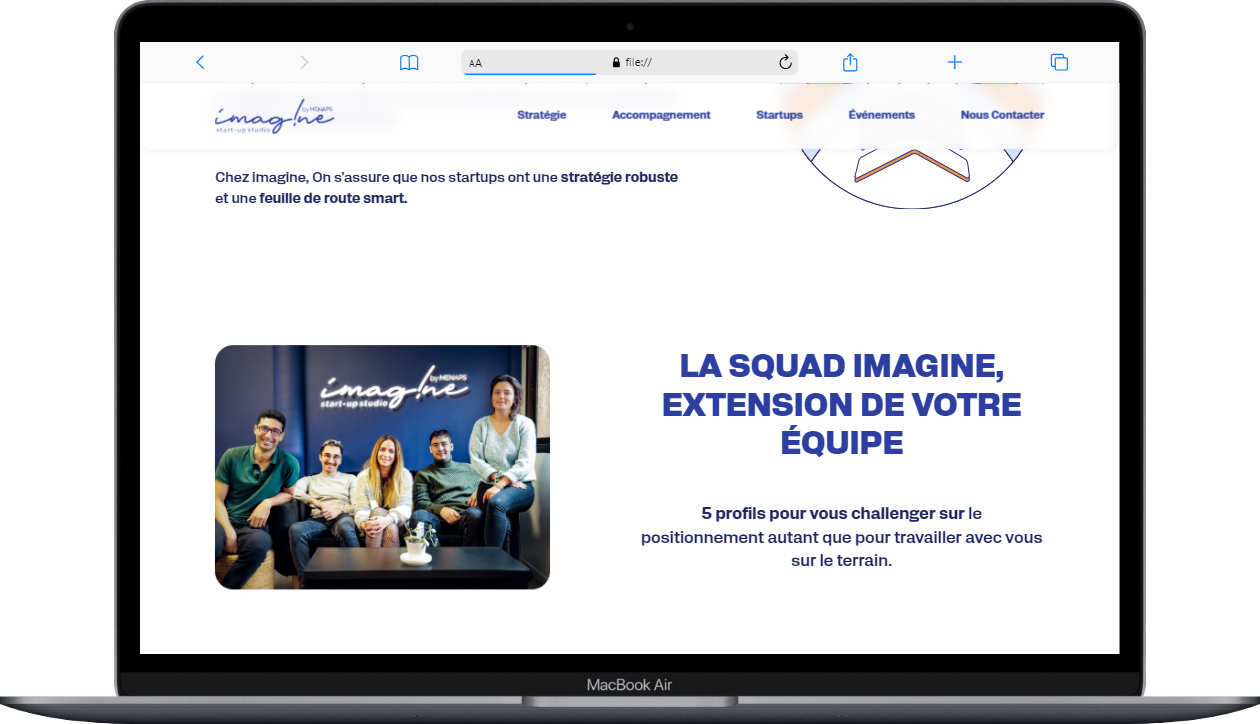 AA
file://
imag!ne
by MENAPS
start-up studio
Stratégie
Accompagnement
Startups
Événements
Nous Contacter
Chez imagine, On s'assure que nos startups ont une stratégie robuste
et une feuille de route smart.
imag!ne
by MENAPS
start-up studio
LA SQUAD IMAGINE,
EXTENSION DE VOTRE
ÉQUIPE
5 profils pour vous challenger sur le
positionnement autant que pour travailler avec vous
sur le terrain.
MacBook Air